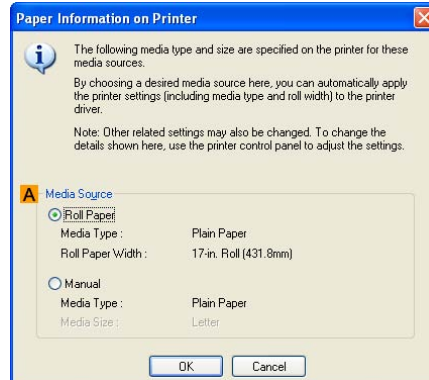 Paper Information on Printer
The following media type and size are specified on the printer for these
media sources.
By choosing a desired media source here, you can automatically apply
the printer settings (including media type and roll width) to the printer
driver.
Note: Other related settings may also be changed. To change the
details shown here, use the printer control panel to adjust the settings.
A Media Source
Roll Paper
Media Type : Plain Paper
Roll Paper Width : 17-in. Roll (431.8mm)
Manual
Media Type : Plain Paper
Media Size : Letter
OK Cancel